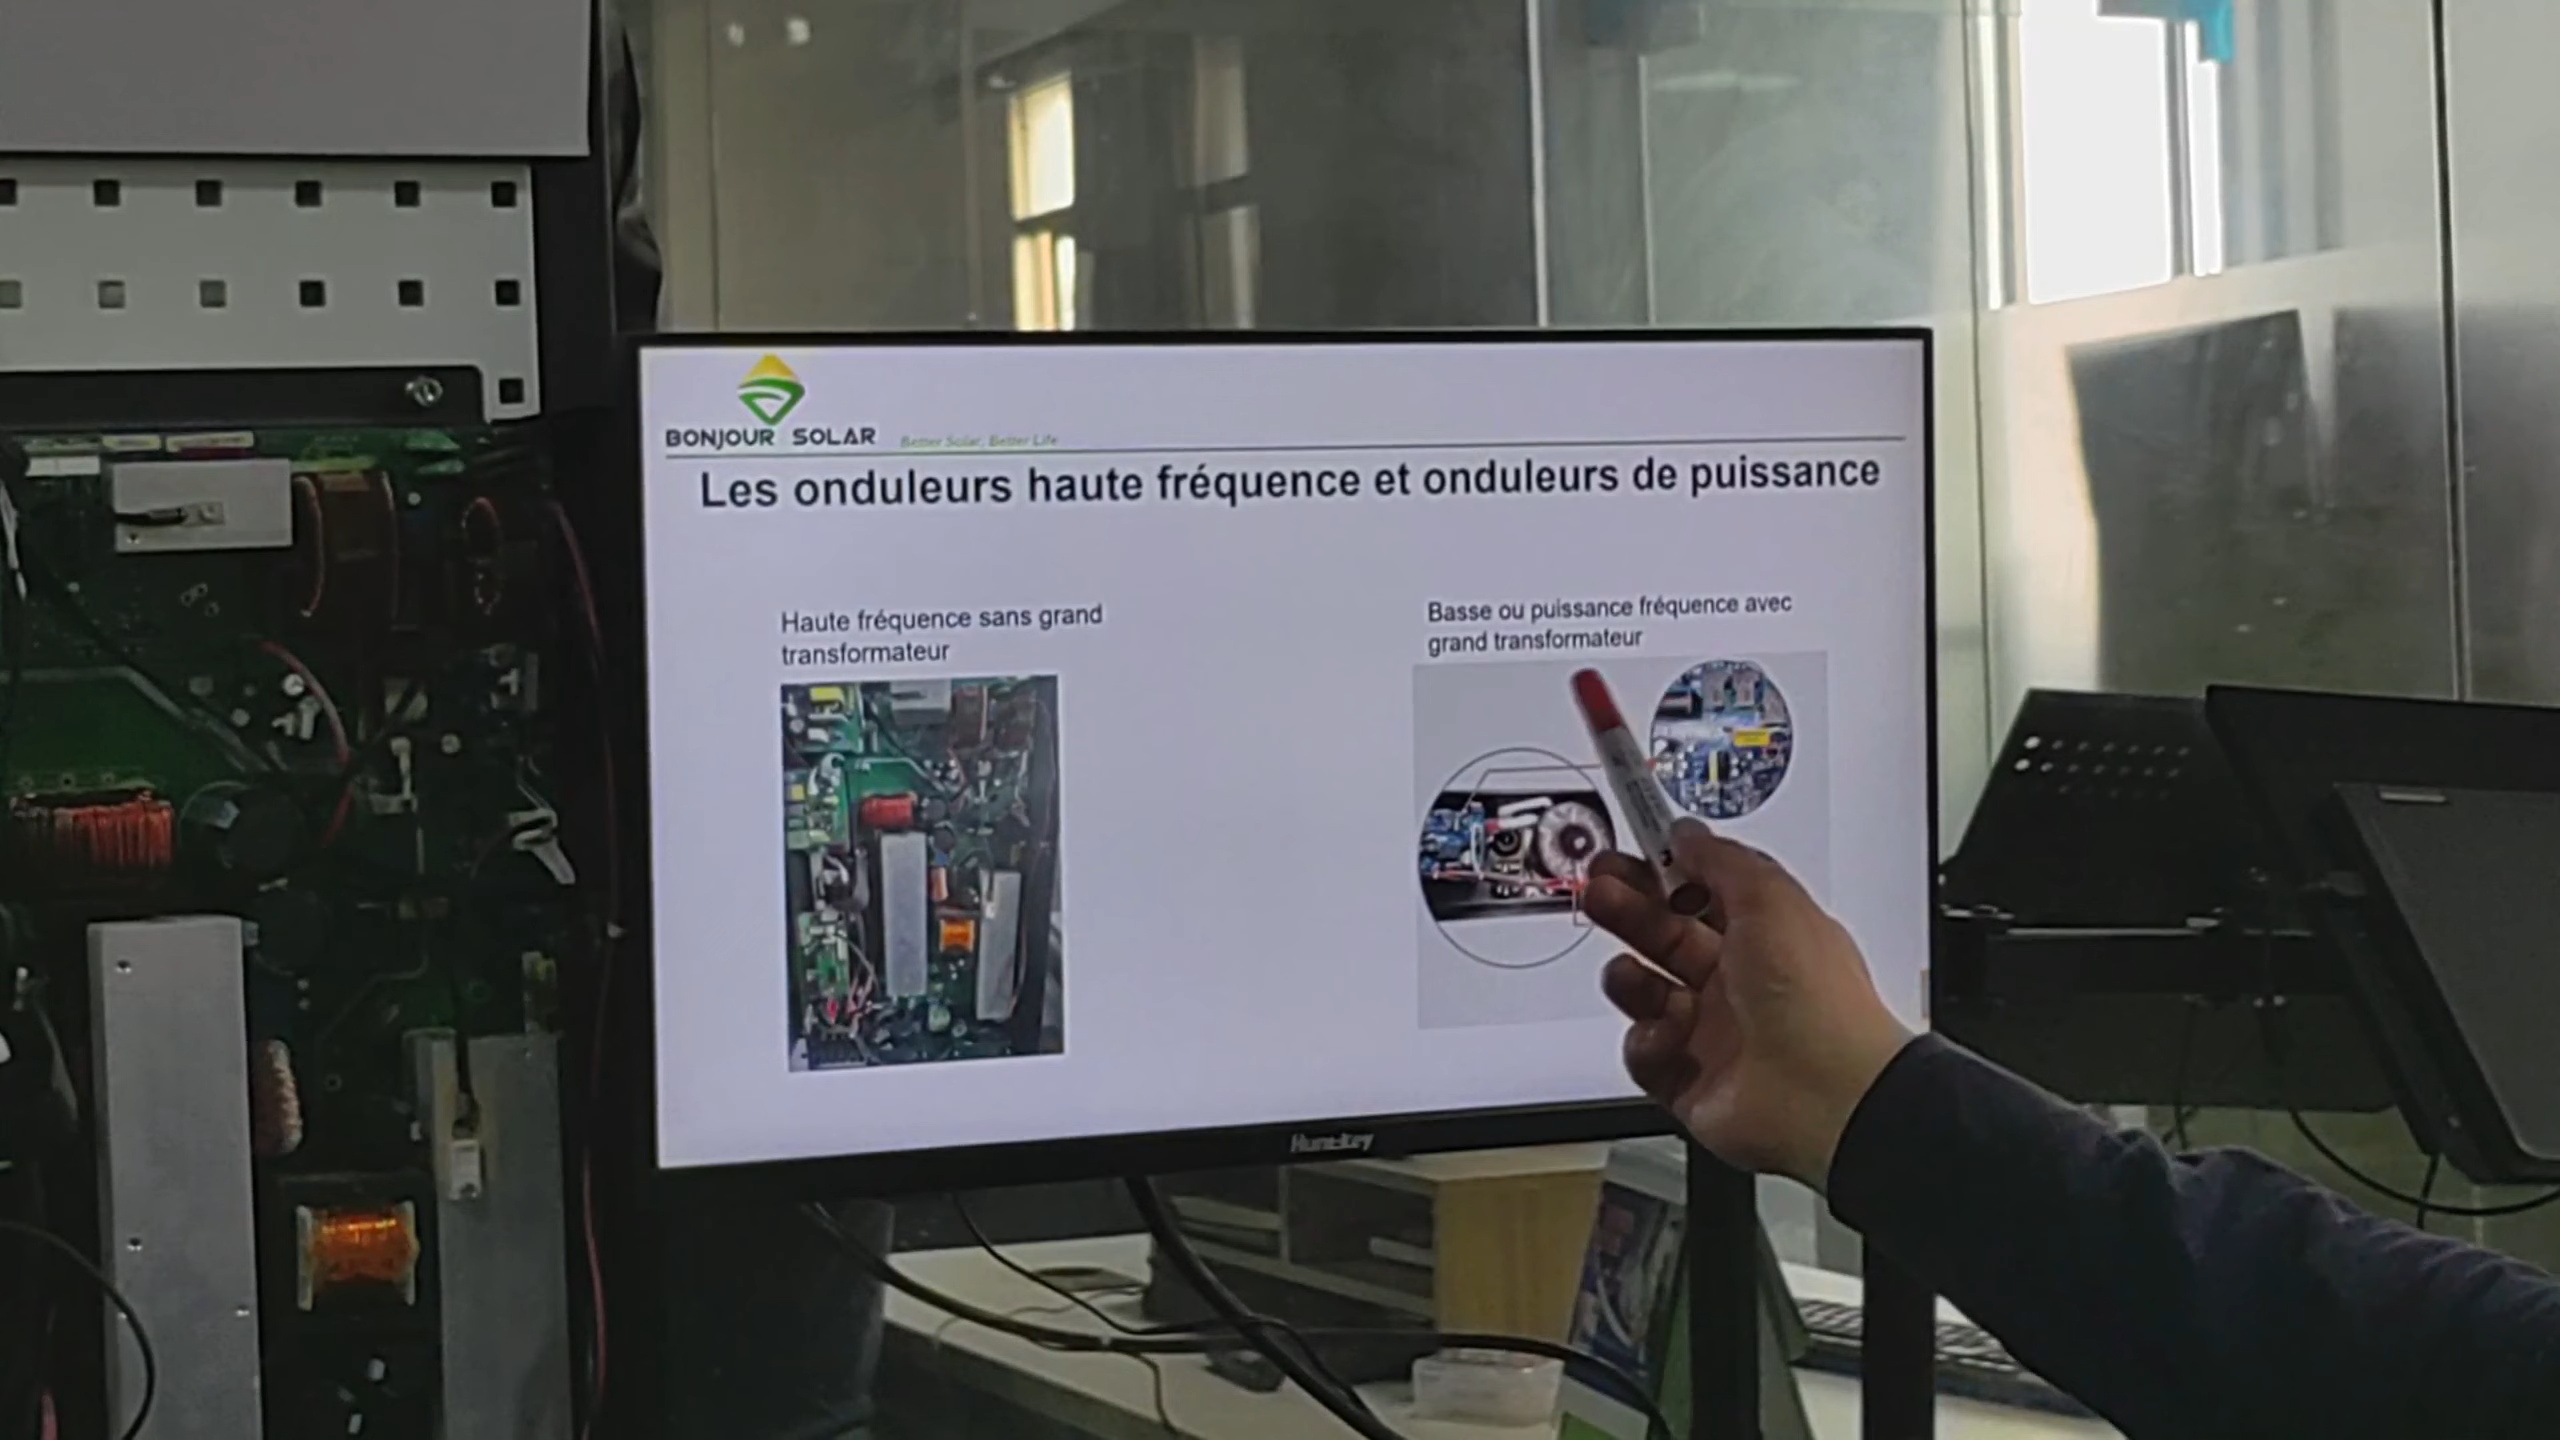 BONJOUR SOLAR
Better Solar, Better Life
Les onduleurs haute fréquence et onduleurs de puissance
Haute fréquence sans grand
transformateur
Basse ou puissance fréquence avec
grand transformateur
Huntkey